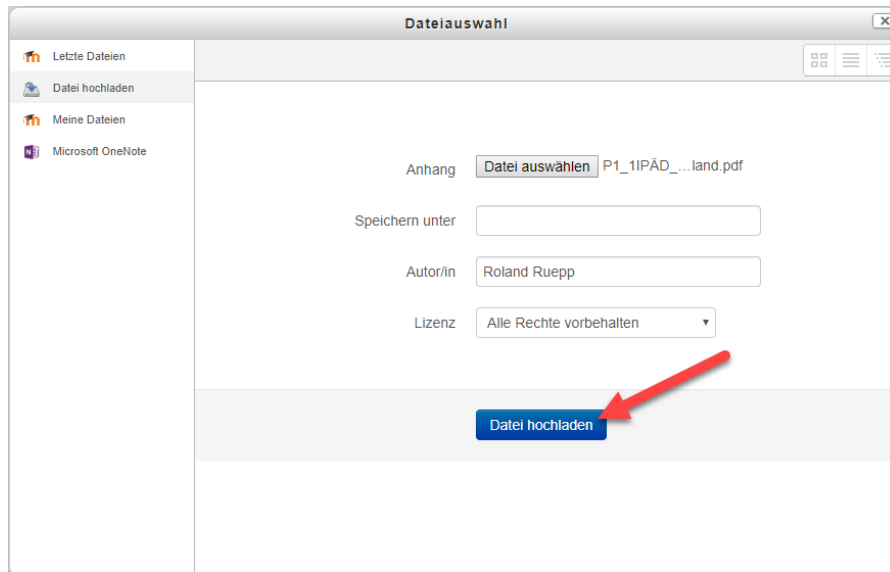 Dateiauswahl
Letzte Dateien
Datei hochladen
Meine Dateien
Microsoft OneNote
Anhang Datei auswählen P1_1IPÄD_...land.pdf
Speichern unter
Autor/in Roland Ruepp
Lizenz Alle Rechte vorbehalten
Datei hochladen